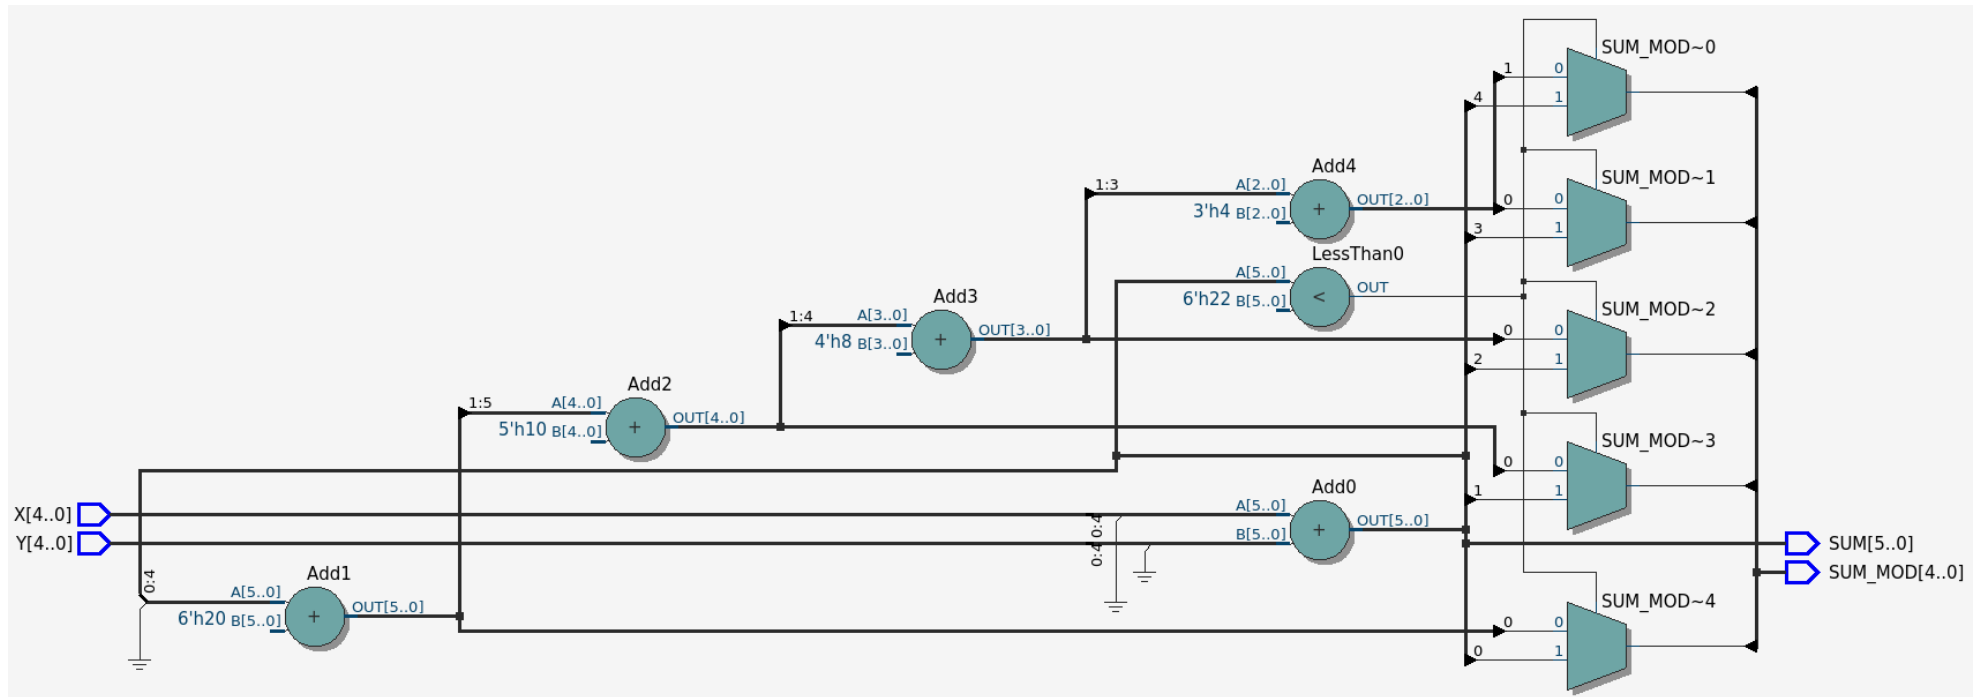 SUM_MOD~0
1 0
4 1
Add4
1:3 A[2..0] OUT[2..0]
3'h4 B[2..0] +
SUM_MOD~1
0 0
3 1
LessThan0
A[5..0] OUT
6'h22 B[5..0] <
Add3
1:4 A[3..0] OUT[3..0]
4'h8 B[3..0] +
SUM_MOD~2
0 0
2 1
Add2
1:5 A[4..0] OUT[4..0]
5'h10 B[4..0] +
SUM_MOD~3
0 0
1 1
Add0
X[4..0] 0:4 A[5..0] OUT[5..0]
Y[4..0] 0:4 B[5..0] +
SUM[5..0]
SUM_MOD[4..0]
Add1
0:4 A[5..0] OUT[5..0]
6'h20 B[5..0] +
SUM_MOD~4
0 0
0 1